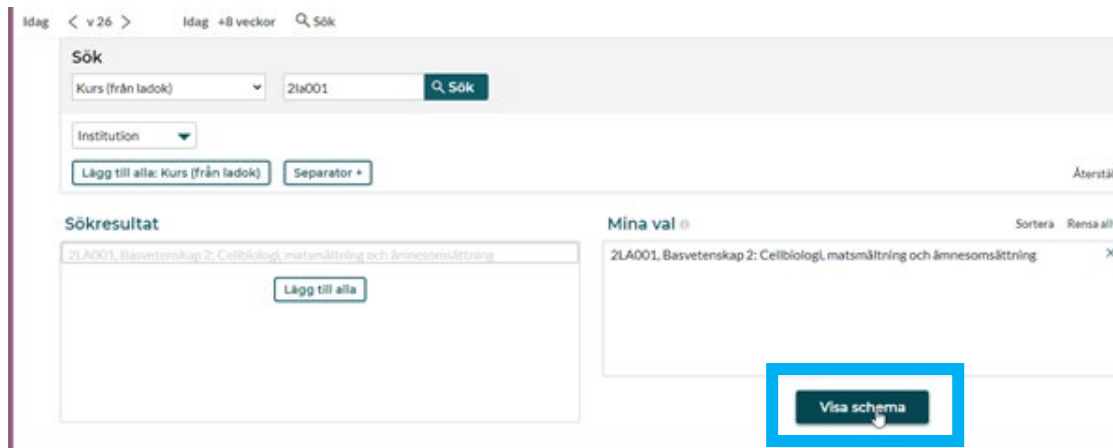 Idag < v 26 > Idag +8 veckor Sök
Sök
Kurs (från ladok) 2la001 Sök
Institution
Lägg till alla: Kurs (från ladok) Separator +
Återstäl
Sökresultat
2LA001, Basvetenskap 2: Cellbiologi, matsmältning och ämnesomsättning
Lägg till alla
Mina val
Sortera Rensa all
2LA001, Basvetenskap 2: Cellbiologi, matsmältning och ämnesomsättning
Visa schema